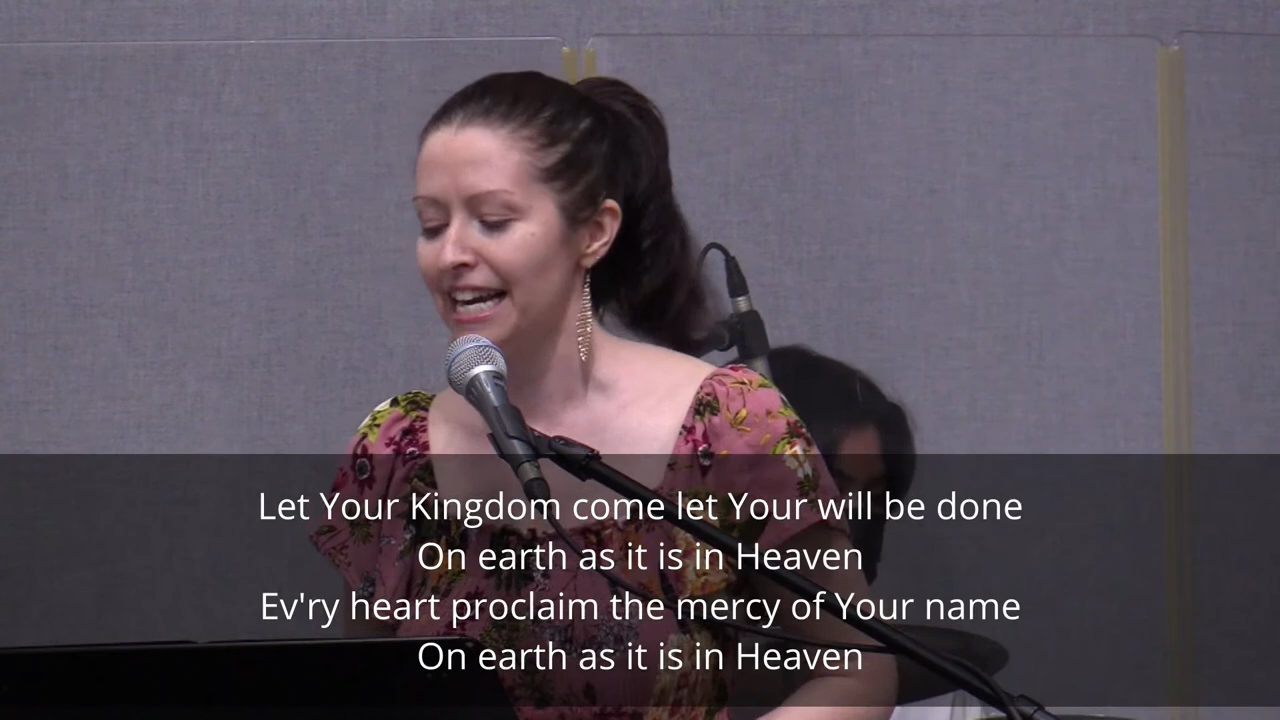 Let Your Kingdom come let Your will be done
On earth as it is in Heaven
Ev'ry heart proclaim the mercy of Your name
On earth as it is in Heaven